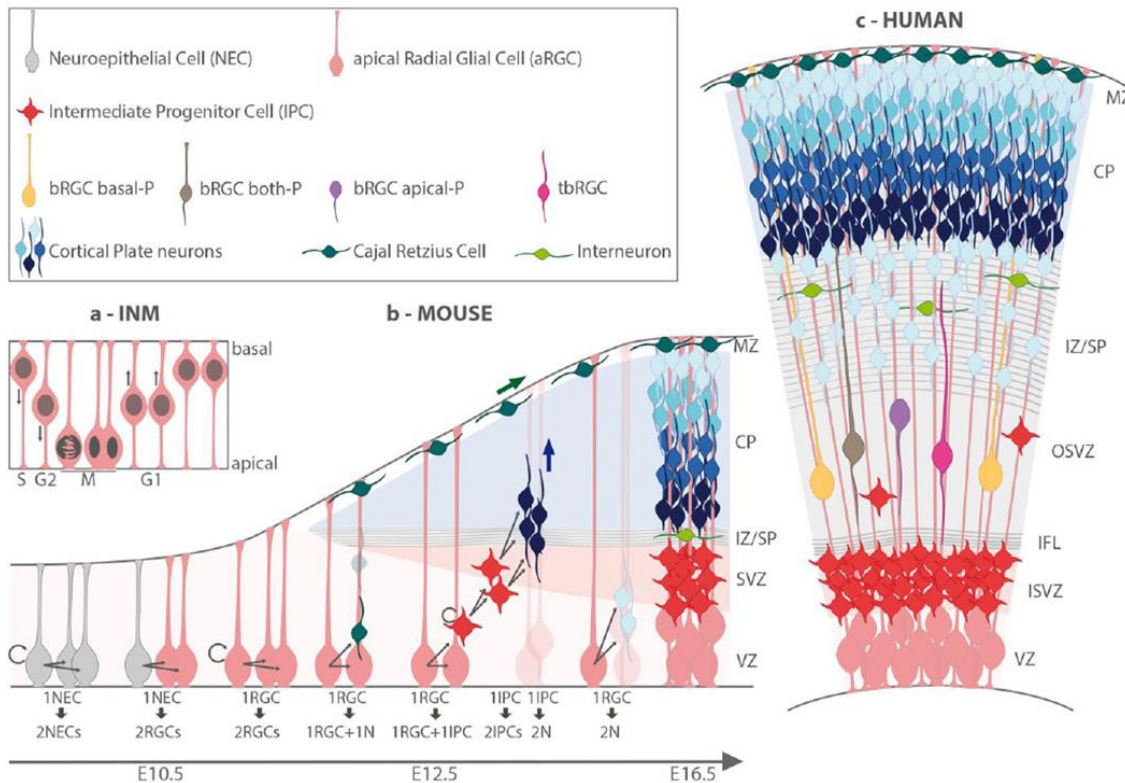 Neuroepithelial Cell (NEC)
apical Radial Glial Cell (aRGC)
Intermediate Progenitor Cell (IPC)
bRGC basal-P
bRGC both-P
bRGC apical-P
tbRGC
Cortical Plate neurons
Cajal Retzius Cell
Interneuron
a - INM
basal
apical
S G2 M G1
b - MOUSE
MZ
CP
IZ/SP
SVZ
VZ
1NEC 1NEC 1RGC 1RGC 1RGC 1IPC 1IPC 1RGC
2NECs 2RGCs 2RGCs 1RGC+1N 1RGC+1IPC 2IPCs 2N 2N
E10.5 E12.5 E16.5
c - HUMAN
MZ
CP
IZ/SP
OSVZ
IFL
ISVZ
VZ